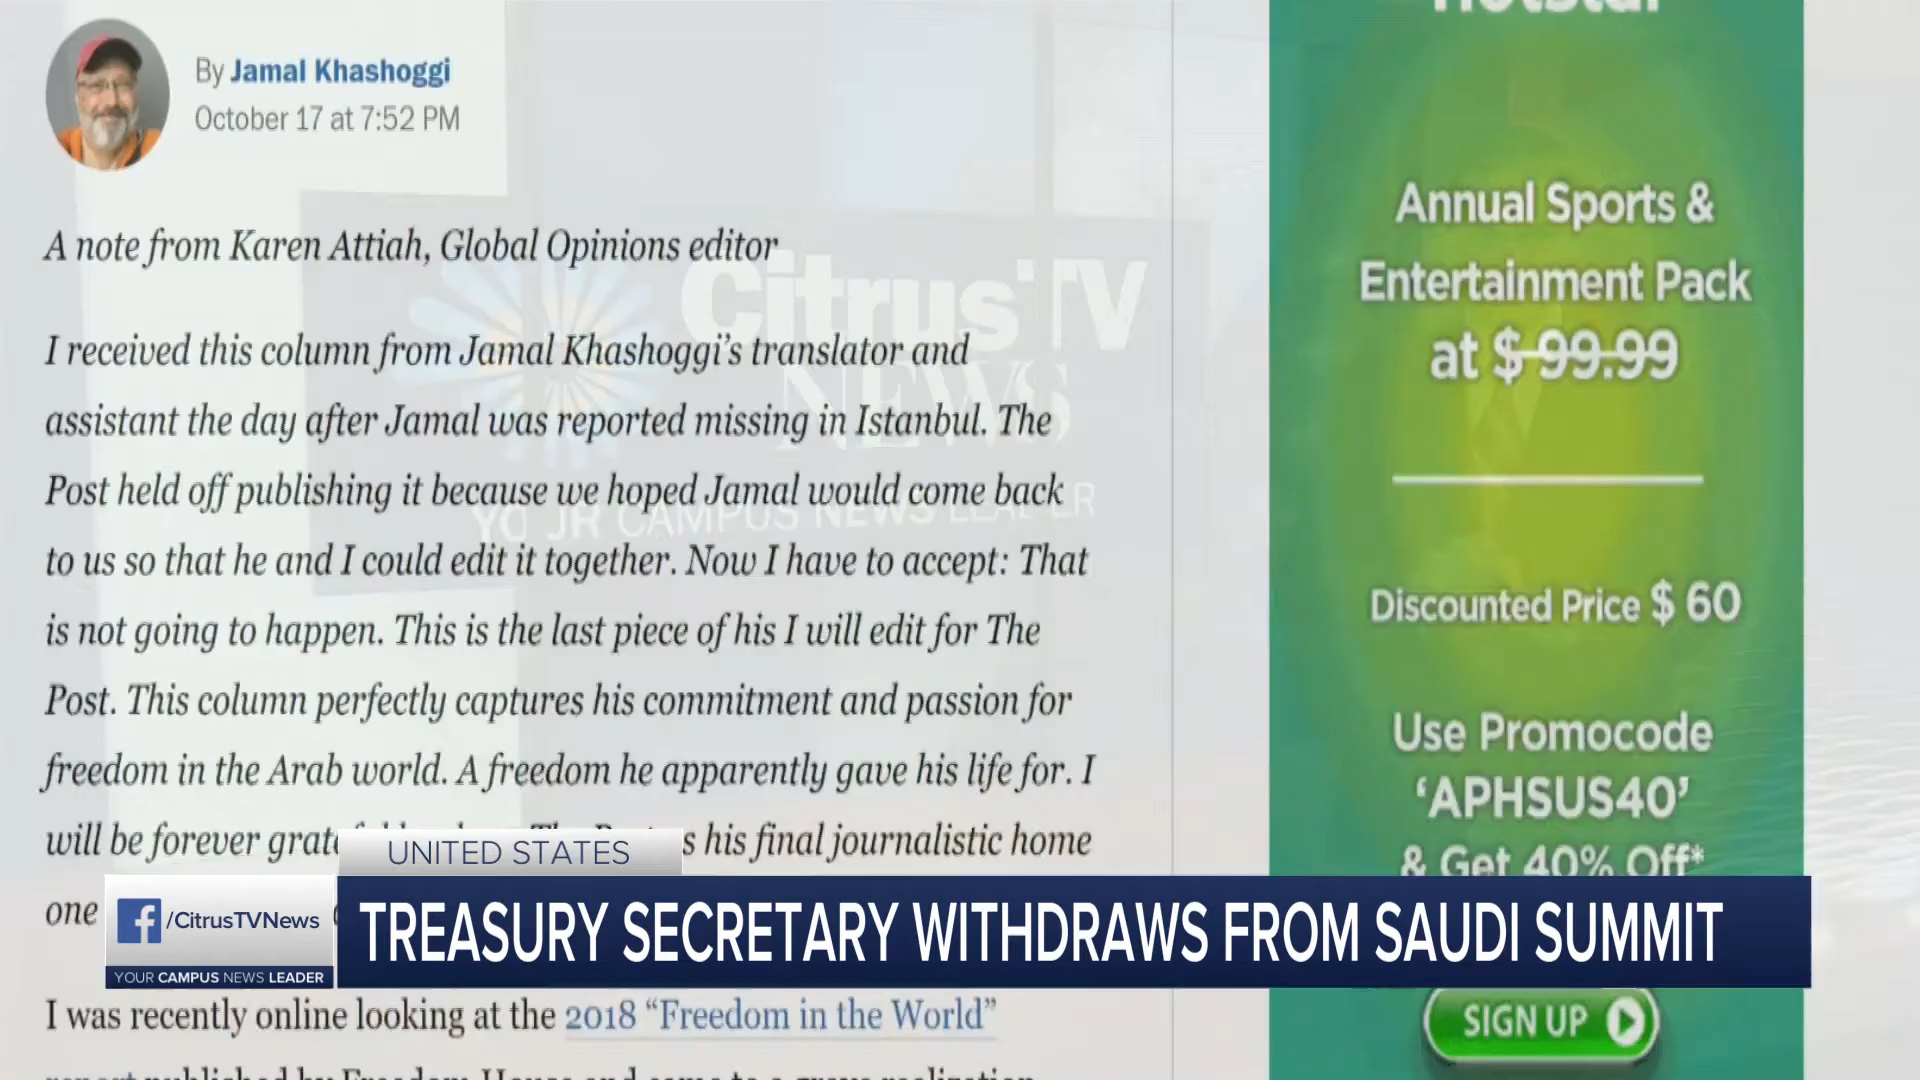 By Jamal Khashoggi
October 17 at 7:52 PM
A note from Karen Attiah, Global Opinions editor
I received this column from Jamal Khashoggi's translator and
assistant the day after Jamal was reported missing in Istanbul. The
Post held off publishing it because we hoped Jamal would come back
to us so that he and I could edit it together. Now I have to accept: That
is not going to happen. This is the last piece of his I will edit for The
Post. This column perfectly captures his commitment and passion for
freedom in the Arab world. A freedom he apparently gave his life for. I
will be forever his final journalistic home
one
I was recently online looking at the 2018 “Freedom in the World”
CitrusTV
NEWS
YOUR CAMPUS NEWS LEADER
hotstar
Annual Sports &
Entertainment Pack
at $ 99.99
Discounted Price $ 60
Use Promocode
‘APHSUS40’
& Get 40% Off*
SIGN UP
UNITED STATES
/CitrusTVNews
YOUR CAMPUS NEWS LEADER
TREASURY SECRETARY WITHDRAWS FROM SAUDI SUMMIT